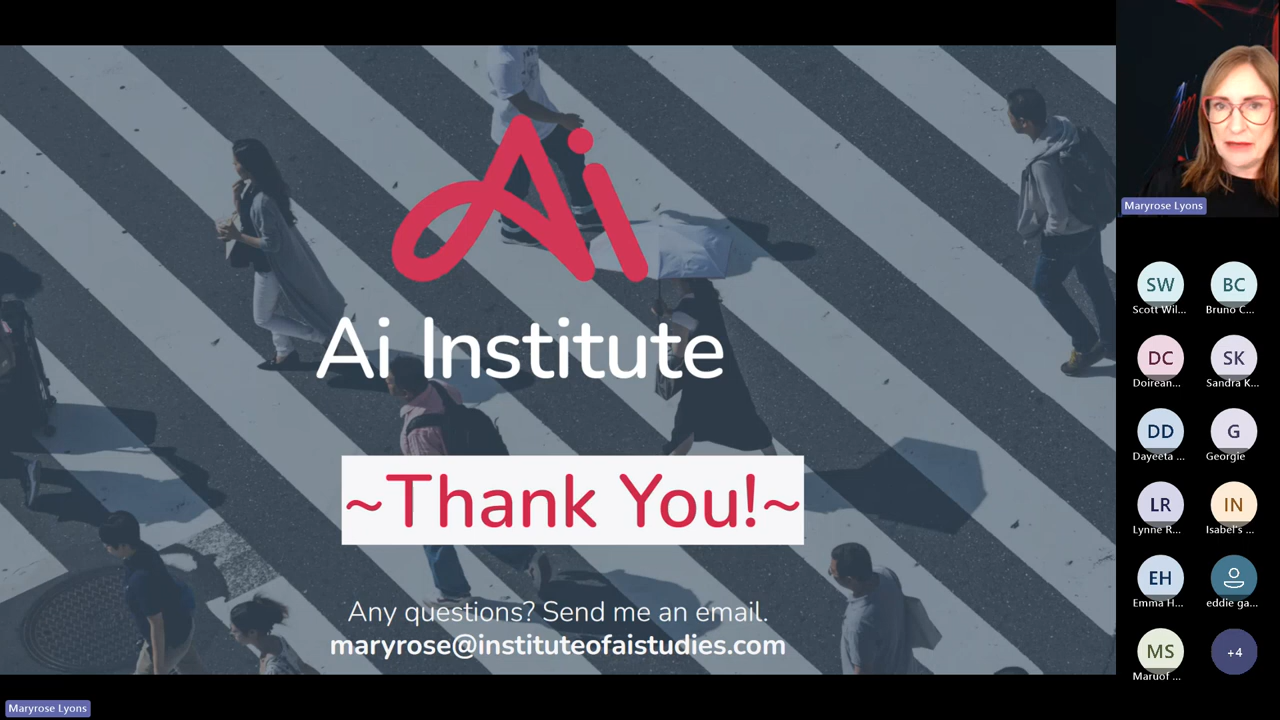 Ai
Ai Institute
~Thank You!~
Any questions? Send me an email.
maryrose@instituteofaistudies.com
Maryrose Lyons
Maryrose Lyons
SW
Scott Wil...
BC
Bruno C...
DC
Doirean...
SK
Sandra K...
DD
Dayeeta ...
G
Georgie
LR
Lynne R...
IN
Isabel's ...
EH
Emma H...
eddie ga...
MS
Maruof ...
+4